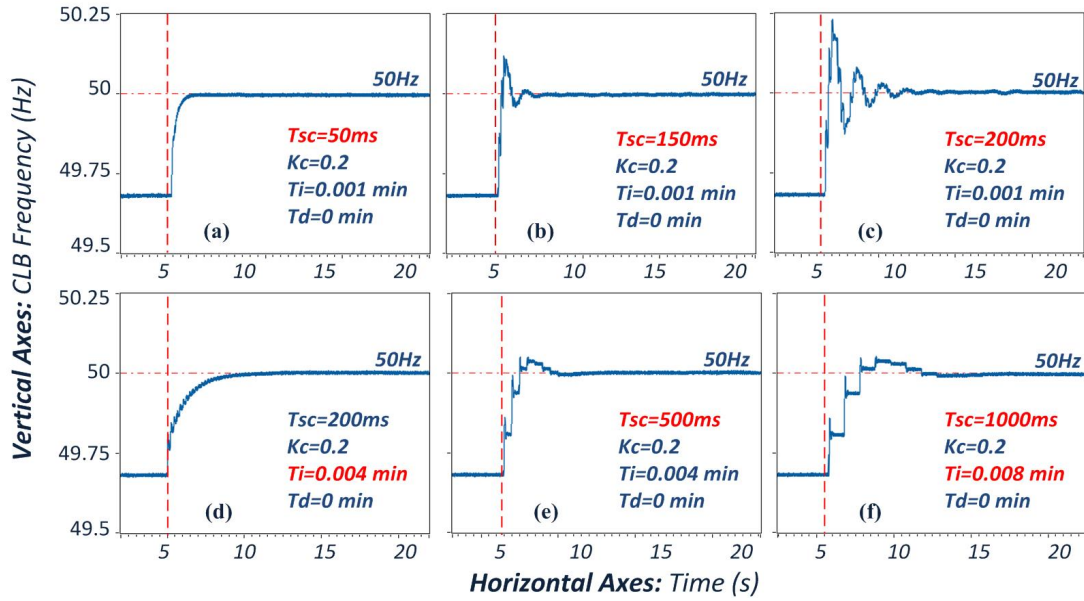 Vertical Axes: CLB Frequency (Hz)
50.25
50
49.75
49.5
50Hz
Tsc=50ms
Kc=0.2
Ti=0.001 min
Td=0 min
(a)
5 10 15 20
50Hz
Tsc=150ms
Kc=0.2
Ti=0.001 min
Td=0 min
(b)
5 10 15 20
50Hz
Tsc=200ms
Kc=0.2
Ti=0.001 min
Td=0 min
(c)
5 10 15 20
50.25
50
49.75
49.5
50Hz
Tsc=200ms
Kc=0.2
Ti=0.004 min
Td=0 min
(d)
5 10 15 20
50Hz
Tsc=500ms
Kc=0.2
Ti=0.004 min
Td=0 min
(e)
5 10 15 20
50Hz
Tsc=1000ms
Kc=0.2
Ti=0.008 min
Td=0 min
(f)
5 10 15 20
Horizontal Axes: Time (s)